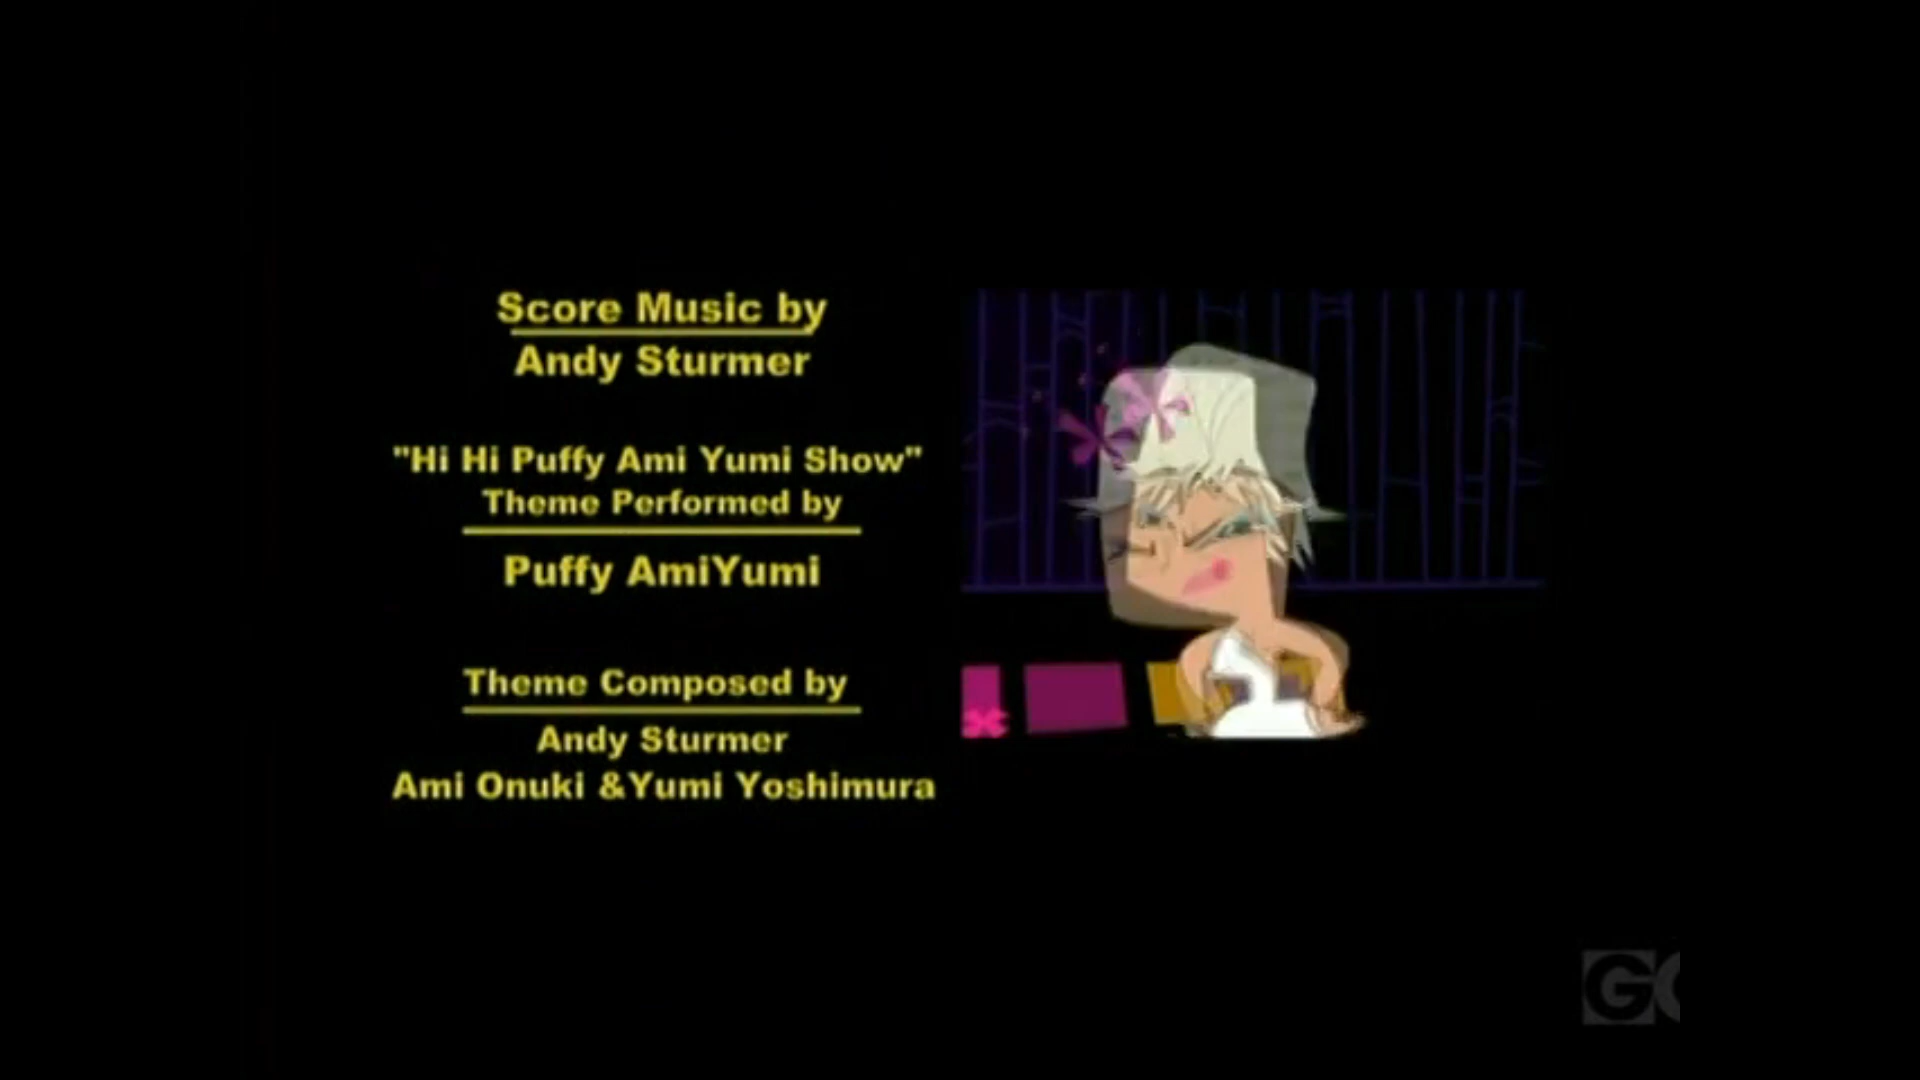 Score Music by
Andy Sturmer
"Hi Hi Puffy Ami Yumi Show"
Theme Performed by
Puffy AmiYumi
Theme Composed by
Andy Sturmer
Ami Onuki &Yumi Yoshimura